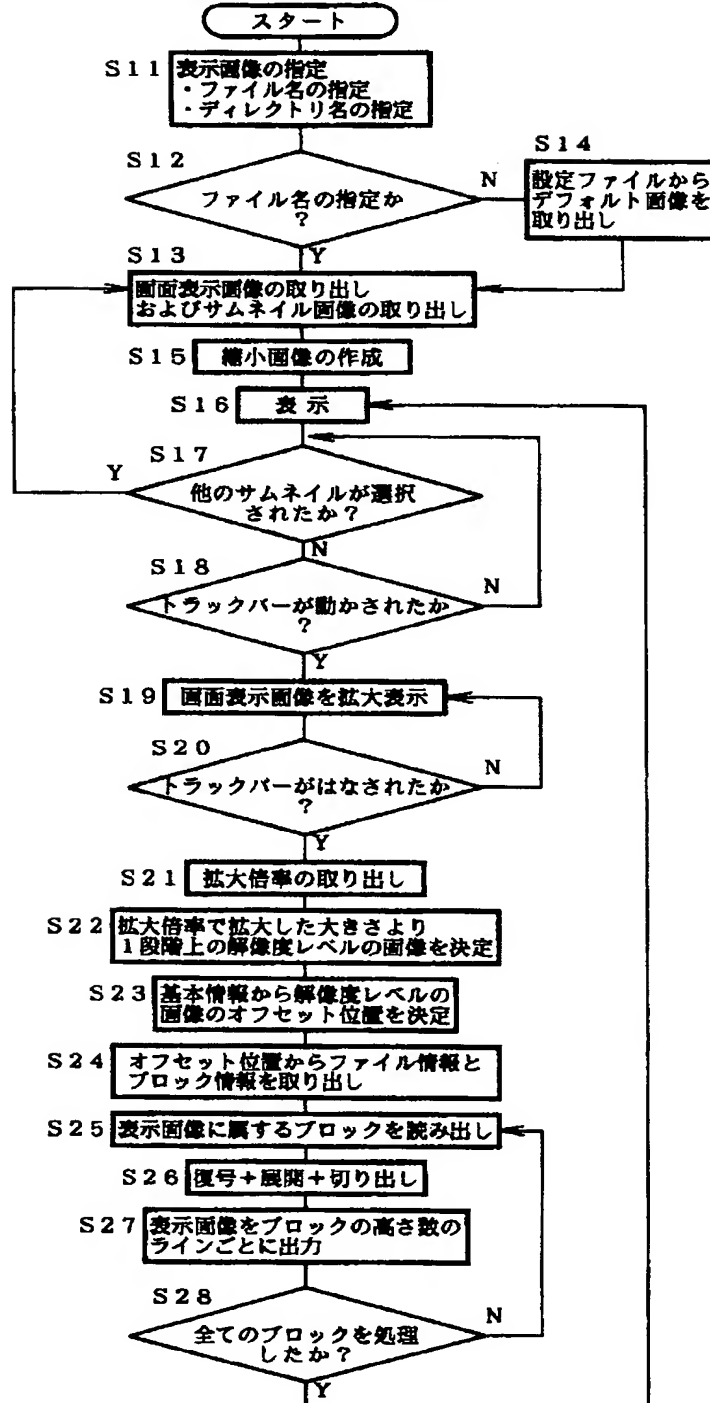 スタート
S11
表示画像の指定
・ファイル名の指定
・ディレクトリ名の指定
S12
ファイル名の指定か
?
N
Y
S14
設定ファイルから
デフォルト画像を
取り出し
S13
画面表示画像の取り出し
およびサムネイル画像の取り出し
S15
縮小画像の作成
S16
表示
S17
他のサムネイルが選択
されたか?
Y
N
S18
トラックバーが動かされたか
?
N
Y
S19
画面表示画像を拡大表示
S20
トラックバーがはなされたか
?
N
Y
S21
拡大倍率の取り出し
S22
拡大倍率で拡大した大きさより
1段階上の解像度レベルの画像を決定
S23
基本情報から解像度レベルの
画像のオフセット位置を決定
S24
オフセット位置からファイル情報と
ブロック情報を取り出し
S25
表示画像に属するブロックを読み出し
S26
復号+展開+切り出し
S27
表示画像をブロックの高さ数の
ラインごとに出力
S28
全てのブロックを処理
したか?
N
Y